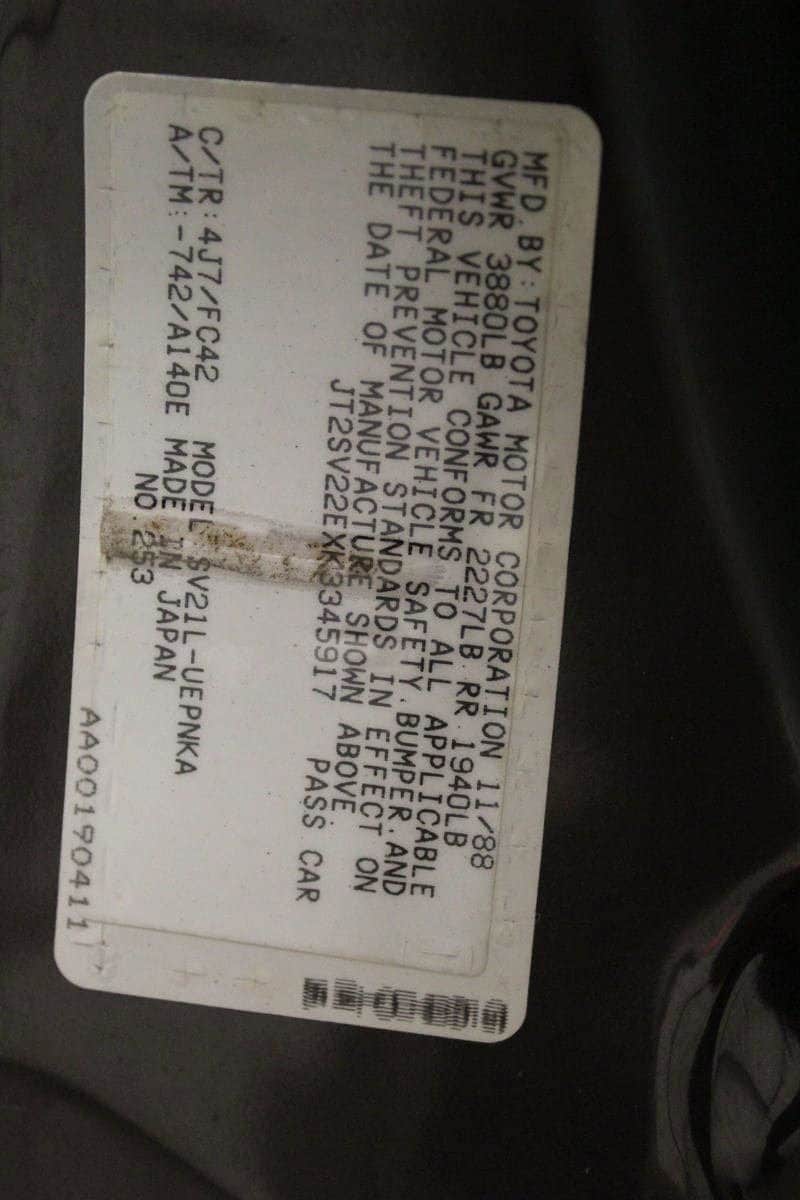 MFD.BY:TOYOTA MOTOR CORPORATION 11/88
GVWR 3880LB GAWR FR 2227LB.RR.1940LB
THIS VEHICLE CONFORMS TO ALL APPLICABLE
FEDERAL MOTOR VEHICLE SAFETY.BUMPER.AND
THEFT PREVENTION STANDARDS IN EFFECT ON
THE DATE OF MANUFACTURE SHOWN ABOVE.
JT2SV22EXK3345917 PASS CAR
C/TR:4J7/FC42 MODEL SV21L-UEPNKA
A/TM:-742/A140E MADE IN JAPAN
NO.253
AA00190411